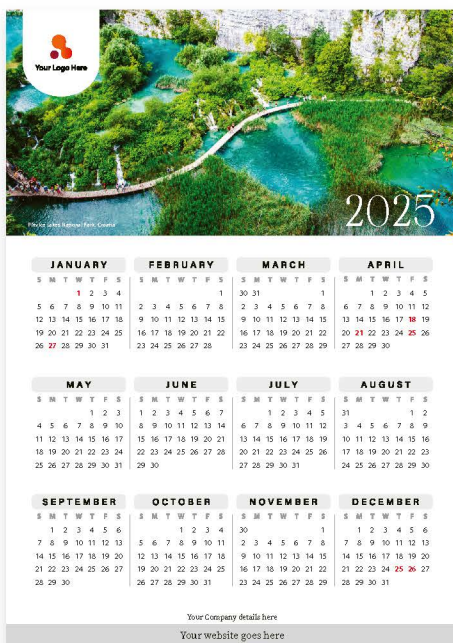 Your Logo Here
2025
Plitvice Lakes National Park, Croatia
JANUARY FEBRUARY MARCH APRIL
S M T W T F S S M T W T F S S M T W T F S S M T W T F S
1 2 3 4 1 30 31 1 1 2 3 4 5
5 6 7 8 9 10 11 2 3 4 5 6 7 8 2 3 4 5 6 7 8 6 7 8 9 10 11 12
12 13 14 15 16 17 18 9 10 11 12 13 14 15 9 10 11 12 13 14 15 13 14 15 16 17 18 19
19 20 21 22 23 24 25 16 17 18 19 20 21 22 16 17 18 19 20 21 22 20 21 22 23 24 25 26
26 27 28 29 30 31 23 24 25 26 27 28 23 24 25 26 27 28 29 27 28 29 30
MAY JUNE JULY AUGUST
S M T W T F S S M T W T F S S M T W T F S S M T W T F S
1 2 3 1 2 3 4 5 6 7 1 2 3 4 5 31 1 2
4 5 6 7 8 9 10 8 9 10 11 12 13 14 6 7 8 9 10 11 12 3 4 5 6 7 8 9
11 12 13 14 15 16 17 15 16 17 18 19 20 21 13 14 15 16 17 18 19 10 11 12 13 14 15 16
18 19 20 21 22 23 24 22 23 24 25 26 27 28 20 21 22 23 24 25 26 17 18 19 20 21 22 23
25 26 27 28 29 30 31 29 30 27 28 29 30 31 24 25 26 27 28 29 30
SEPTEMBER OCTOBER NOVEMBER DECEMBER
S M T W T F S S M T W T F S S M T W T F S S M T W T F S
1 2 3 4 5 6 1 2 3 4 30 1 1 2 3 4 5 6
7 8 9 10 11 12 13 5 6 7 8 9 10 11 2 3 4 5 6 7 8 7 8 9 10 11 12 13
14 15 16 17 18 19 20 12 13 14 15 16 17 18 9 10 11 12 13 14 15 14 15 16 17 18 19 20
21 22 23 24 25 26 27 19 20 21 22 23 24 25 16 17 18 19 20 21 22 21 22 23 24 25 26 27
28 29 30 26 27 28 29 30 31 23 24 25 26 27 28 29 28 29 30 31
Your Company details here
Your website goes here